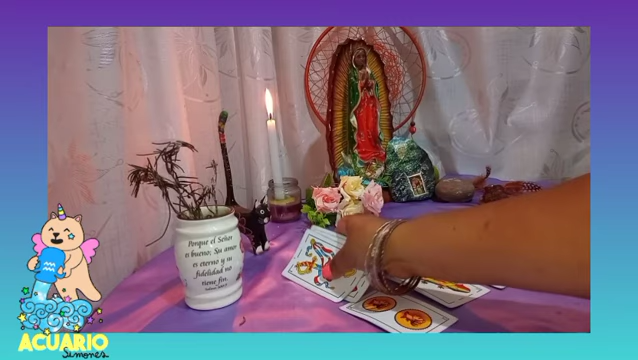 Porque el Señor
es bueno; Su amor
es eterno y su
fidelidad no
tiene fin.
ACUARIO
Simones